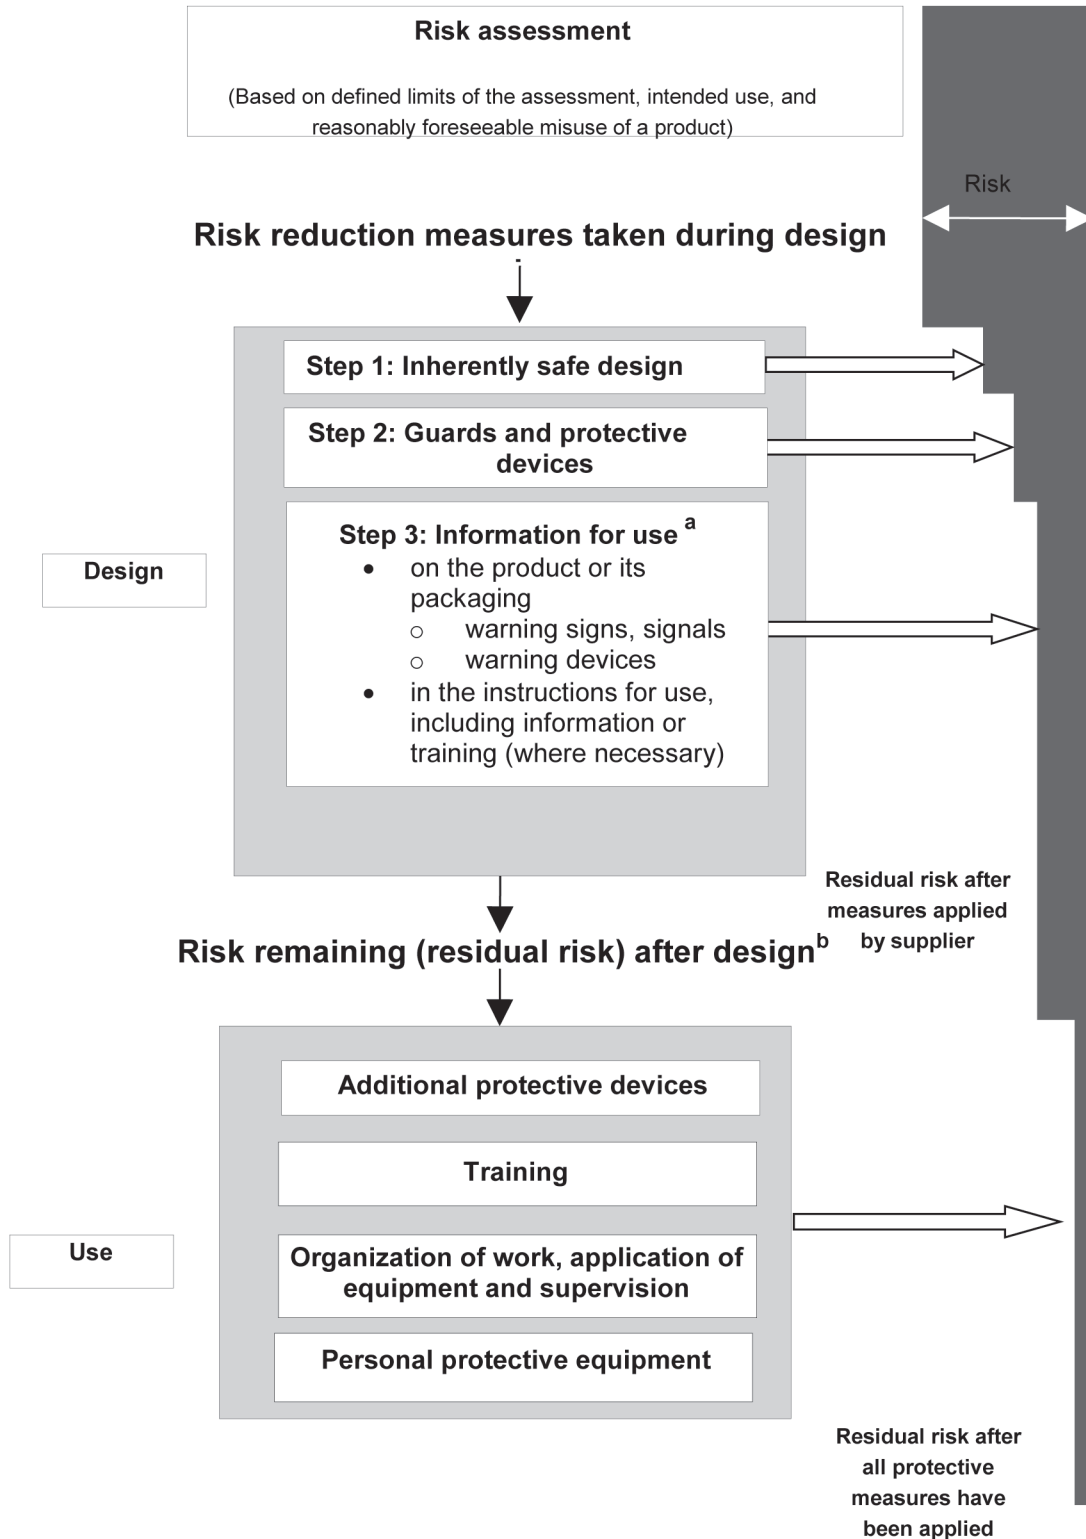 Risk assessment
(Based on defined limits of the assessment, intended use, and
reasonably foreseeable misuse of a product)
Risk
Risk reduction measures taken during design
Step 1: Inherently safe design
Step 2: Guards and protective
devices
Step 3: Information for use a
• on the product or its
packaging
o warning signs, signals
o warning devices
• in the instructions for use,
including information or
training (where necessary)
Design
Residual risk after
measures applied
by supplier
Risk remaining (residual risk) after design b
Additional protective devices
Training
Organization of work, application of
equipment and supervision
Personal protective equipment
Use
Residual risk after
all protective
measures have
been applied